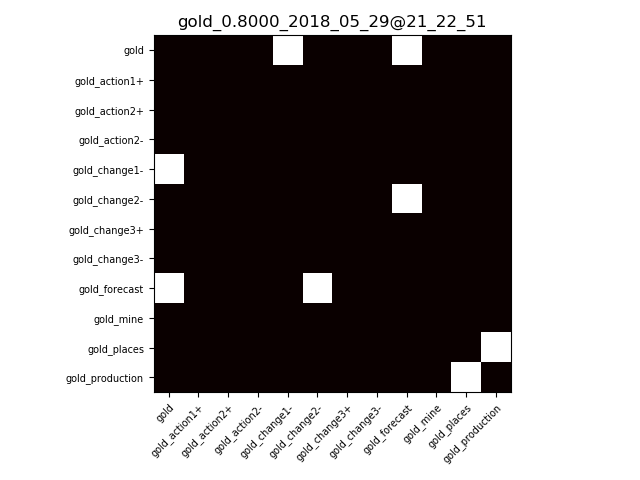 gold_0.8000_2018_05_29@21_22_51
gold
gold_action1+
gold_action2+
gold_action2-
gold_change1-
gold_change2-
gold_change3+
gold_change3-
gold_forecast
gold_mine
gold_places
gold_production
gold
gold_action1+
gold_action2+
gold_action2-
gold_change1-
gold_change2-
gold_change3+
gold_change3-
gold_forecast
gold_mine
gold_places
gold_production